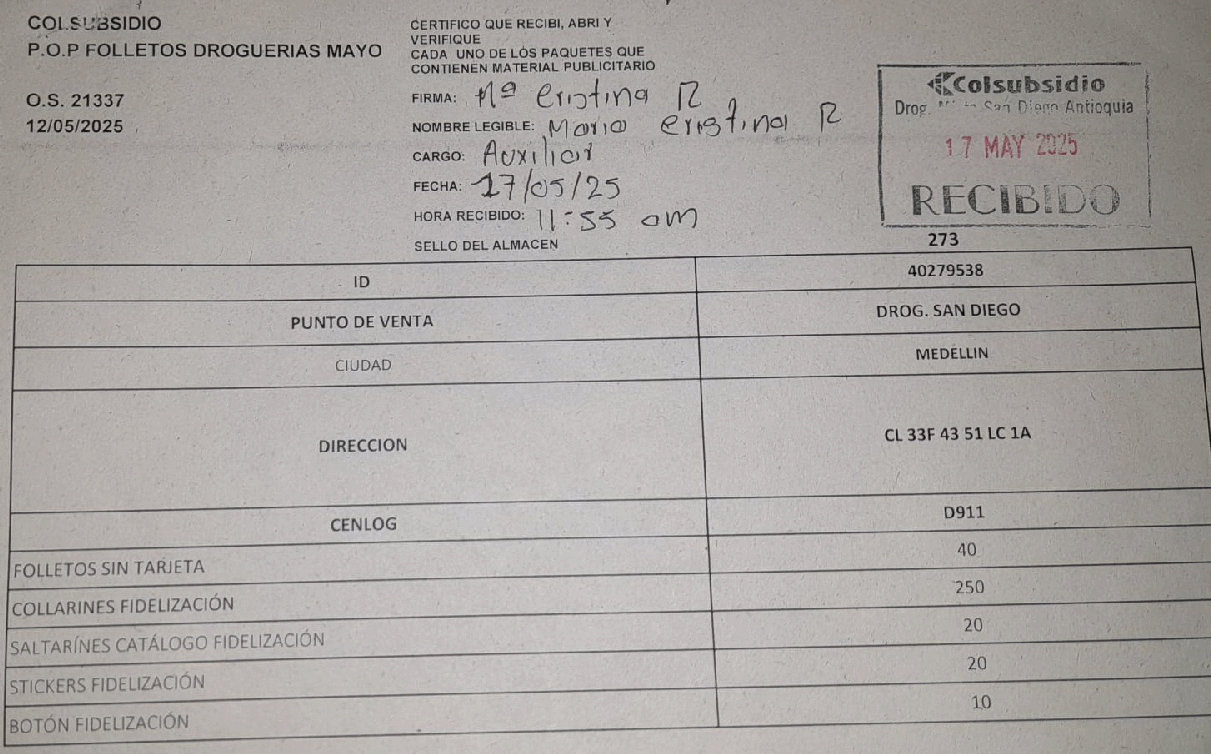 COLSUBSIDIO
P.O.P FOLLETOS DROGUERIAS MAYO
O.S. 21337
12/05/2025
CERTIFICO QUE RECIBI, ABRI Y
VERIFIQUE
CADA UNO DE LOS PAQUETES QUE
CONTIENEN MATERIAL PUBLICITARIO
FIRMA: Mª Cristina R
NOMBRE LEGIBLE: Maria Cristina R
CARGO: Auxiliar
FECHA: 17/05/25
HORA RECIBIDO: 11:55 am
SELLO DEL ALMACEN
Colsubsidio
Drog. San Diego Antioquia
17 MAY 2025
RECIBIDO
273
ID 40279538
PUNTO DE VENTA DROG. SAN DIEGO
CIUDAD MEDELLIN
DIRECCION CL 33F 43 51 LC 1A
CENLOG D911
FOLLETOS SIN TARJETA 40
COLLARINES FIDELIZACIÓN 250
SALTARÍNES CATÁLOGO FIDELIZACIÓN 20
STICKERS FIDELIZACIÓN 20
BOTÓN FIDELIZACIÓN 10